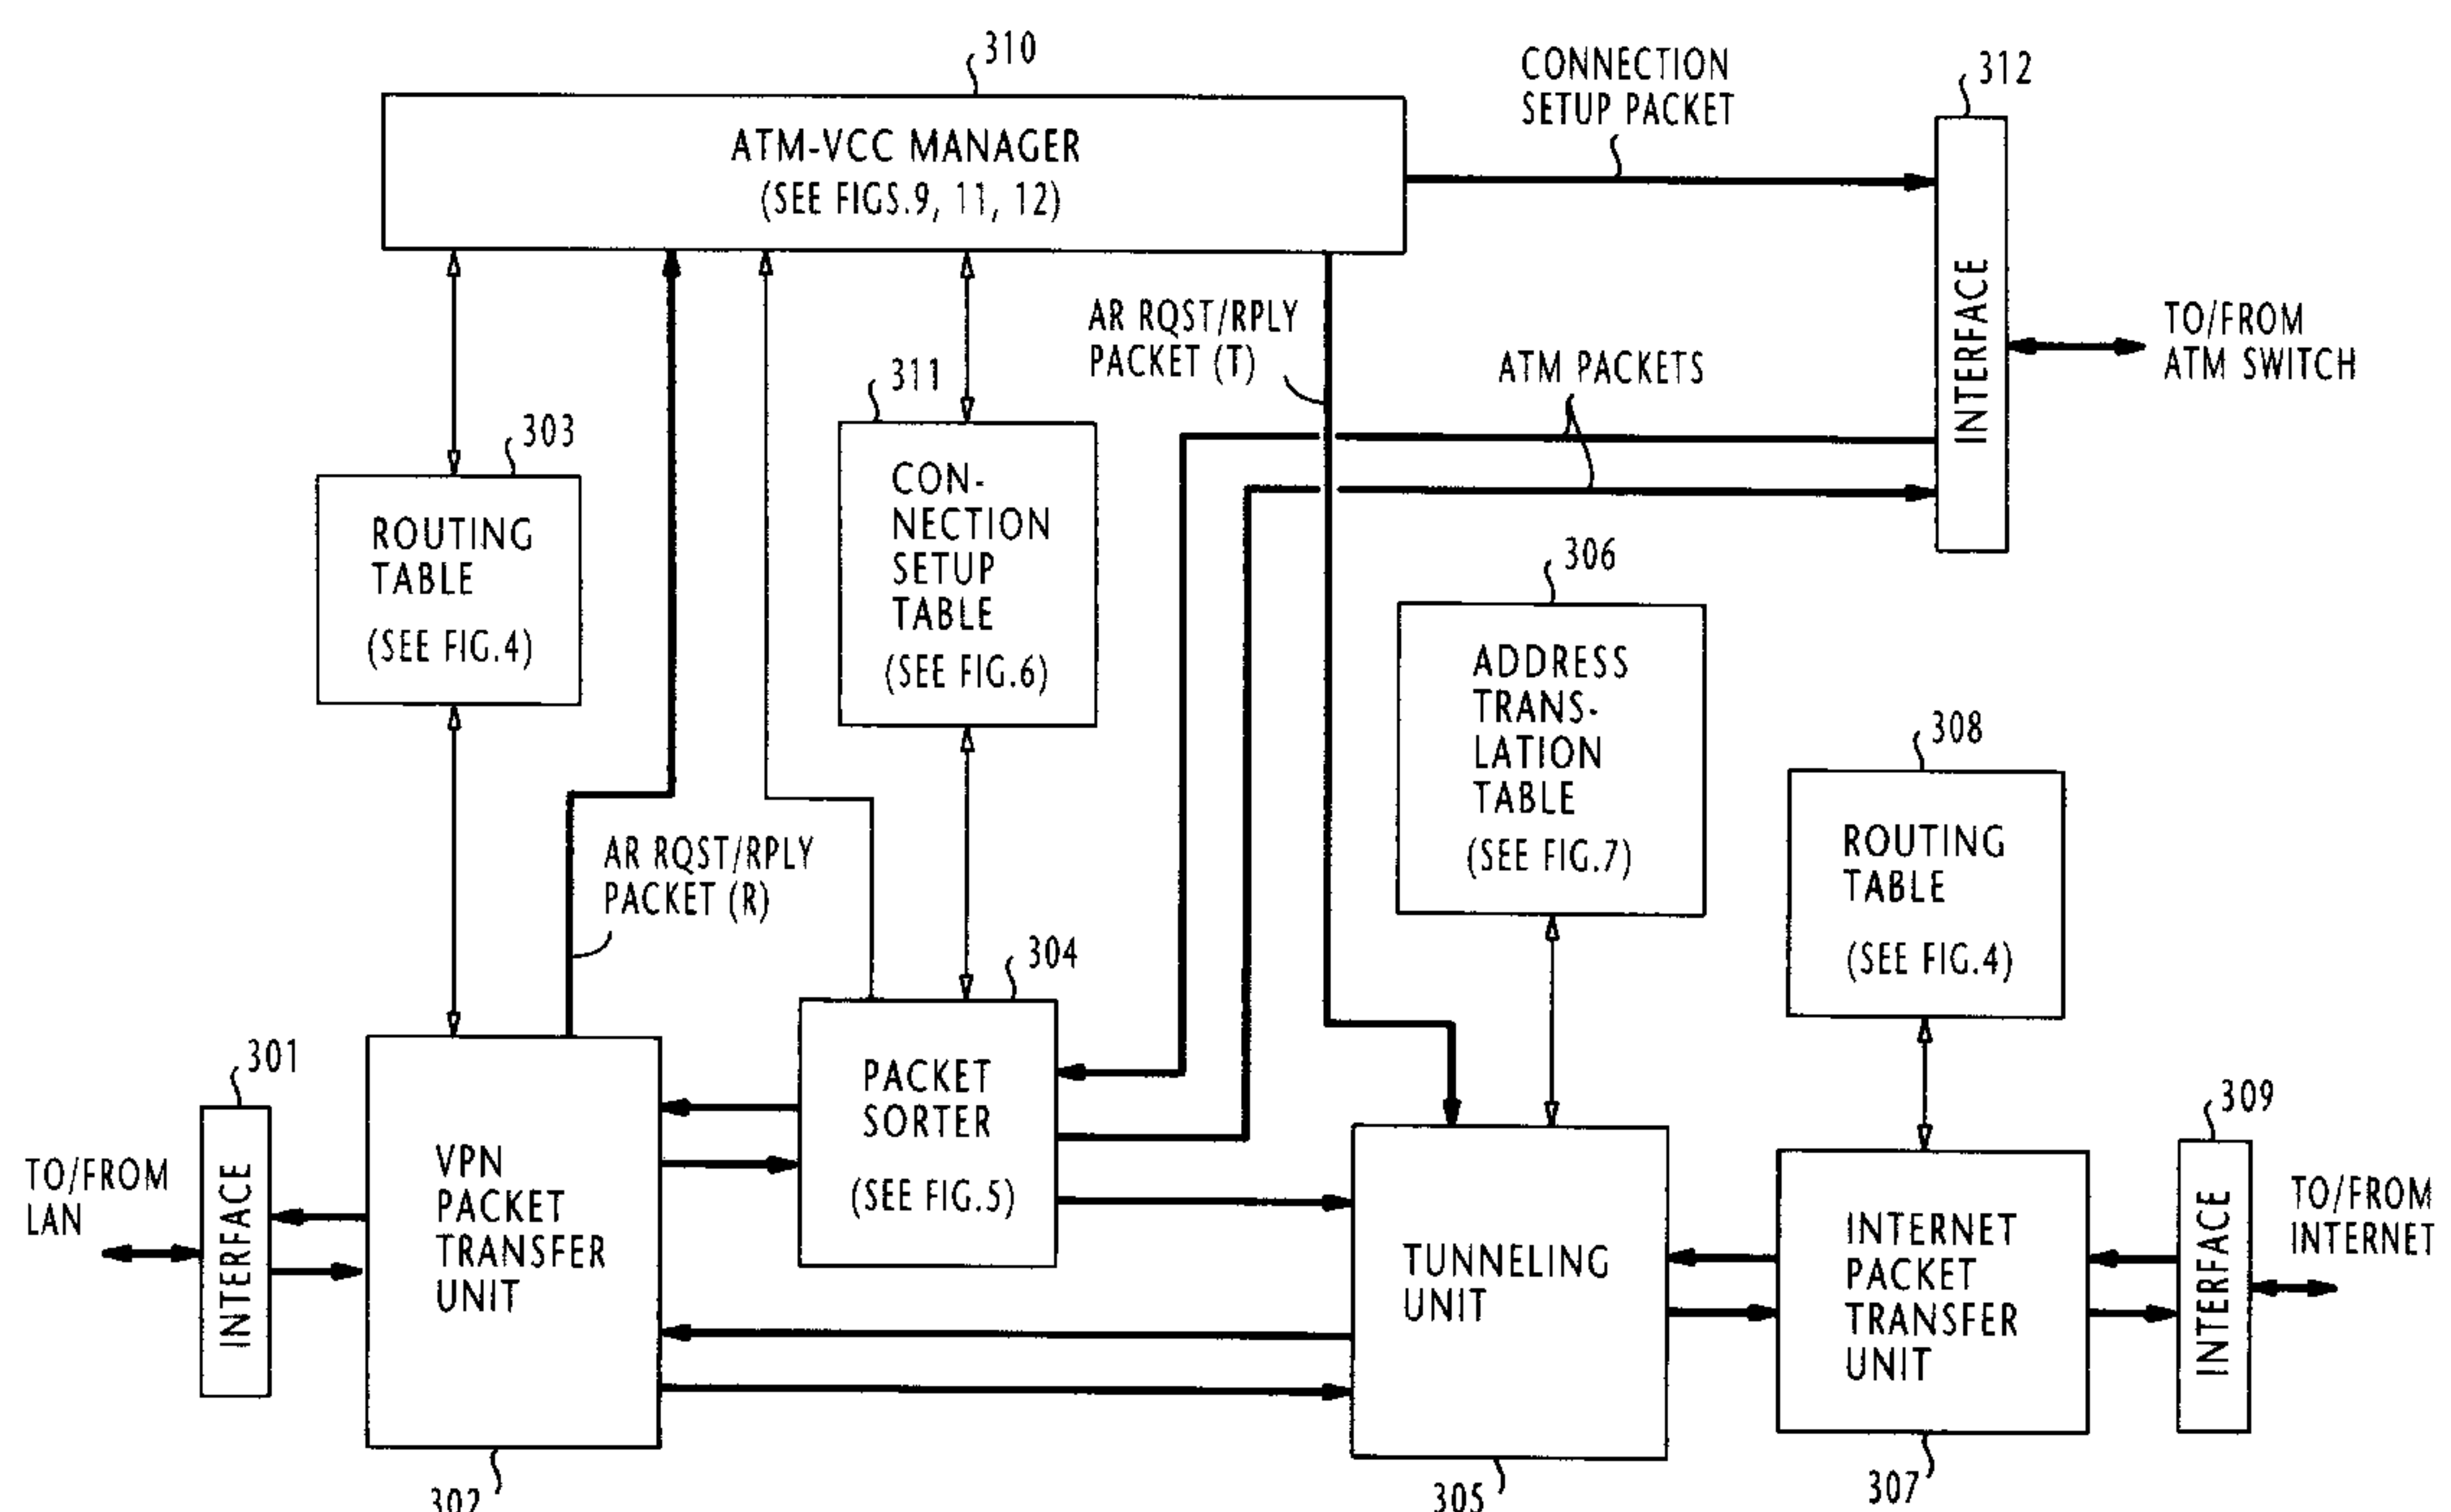 310
CONNECTION
SETUP PACKET
312
ATM-VCC MANAGER
(SEE FIGS.9, 11, 12)
INTERFACE
TO/FROM
ATM SWITCH
AR RQST/RPLY
PACKET (T)
ATM PACKETS
311
303
CON-
NECTION
SETUP
TABLE
(SEE FIG.6)
ROUTING
TABLE
(SEE FIG.4)
306
ADDRESS
TRANS-
LATION
TABLE
(SEE FIG.7)
308
ROUTING
TABLE
(SEE FIG.4)
AR RQST/RPLY
PACKET (R)
304
PACKET
SORTER
(SEE FIG.5)
301
TO/FROM
LAN
INTERFACE
VPN
PACKET
TRANSFER
UNIT
TUNNELING
UNIT
INTERNET
PACKET
TRANSFER
UNIT
309
INTERFACE
TO/FROM
INTERNET
302
305
307